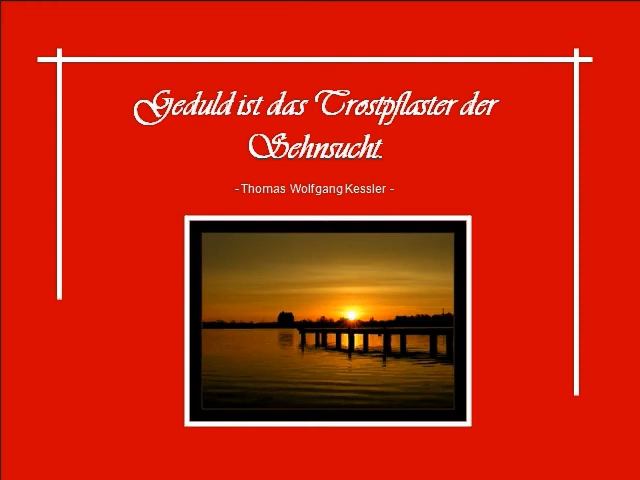 Geduld ist das Trostpflaster der
Sehnsucht.
- Thomas Wolfgang Kessler -